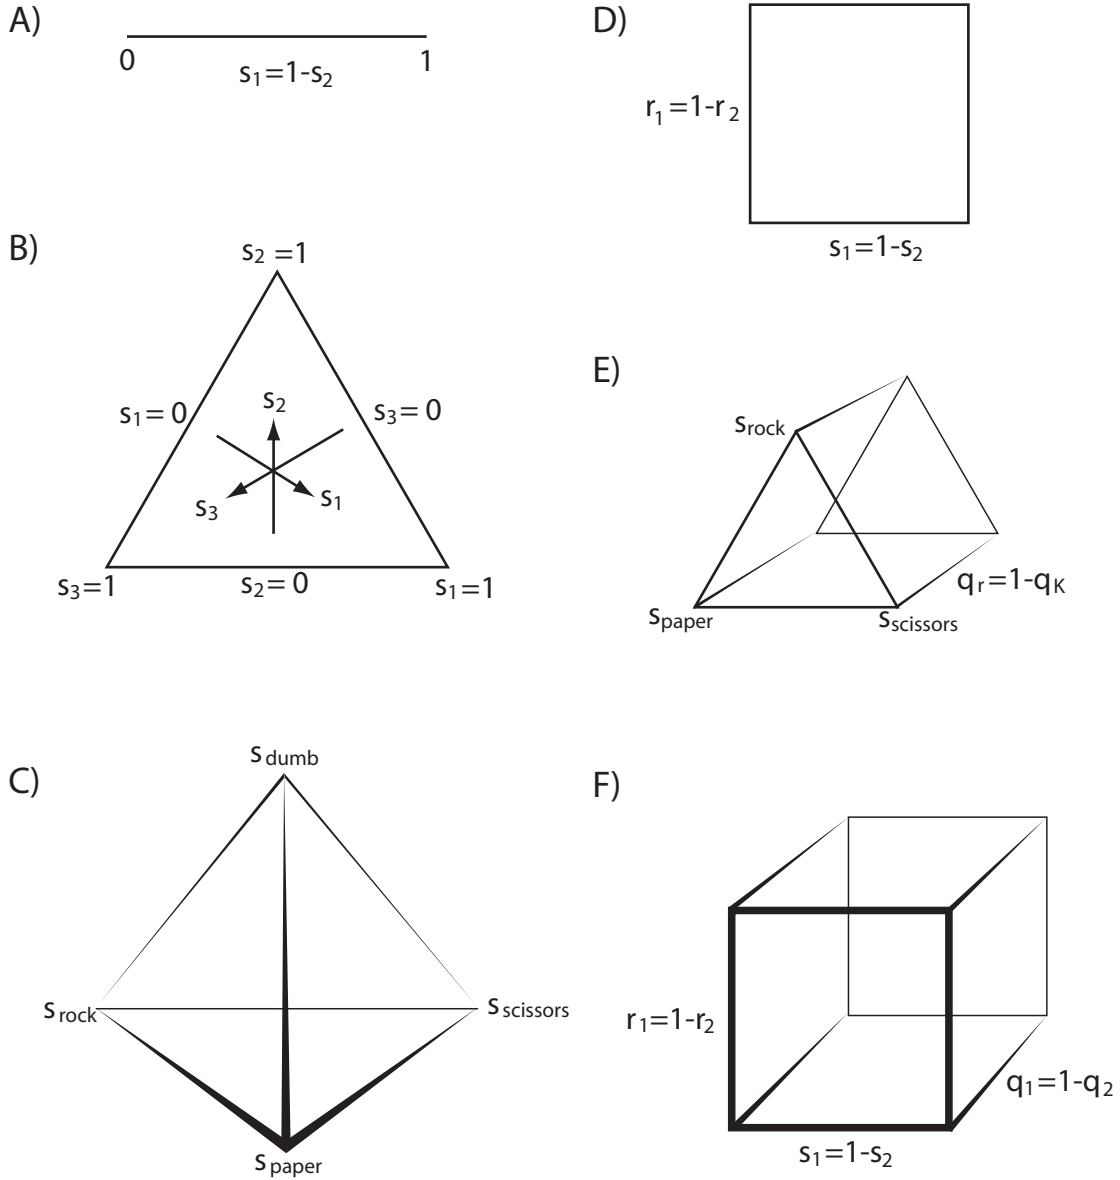 A)
0 1
s1=1-s2
B)
s2 =1
s1= 0
s2
s3=0
s3
s1
s3=1
s2=0
s1=1
C)
s dumb
s rock
s scissors
s paper
D)
r1 =1-r 2
s1=1-s2
E)
srock
qr=1-qK
spaper
sscissors
F)
r 1=1-r2
q1=1-q2
s1=1-s2